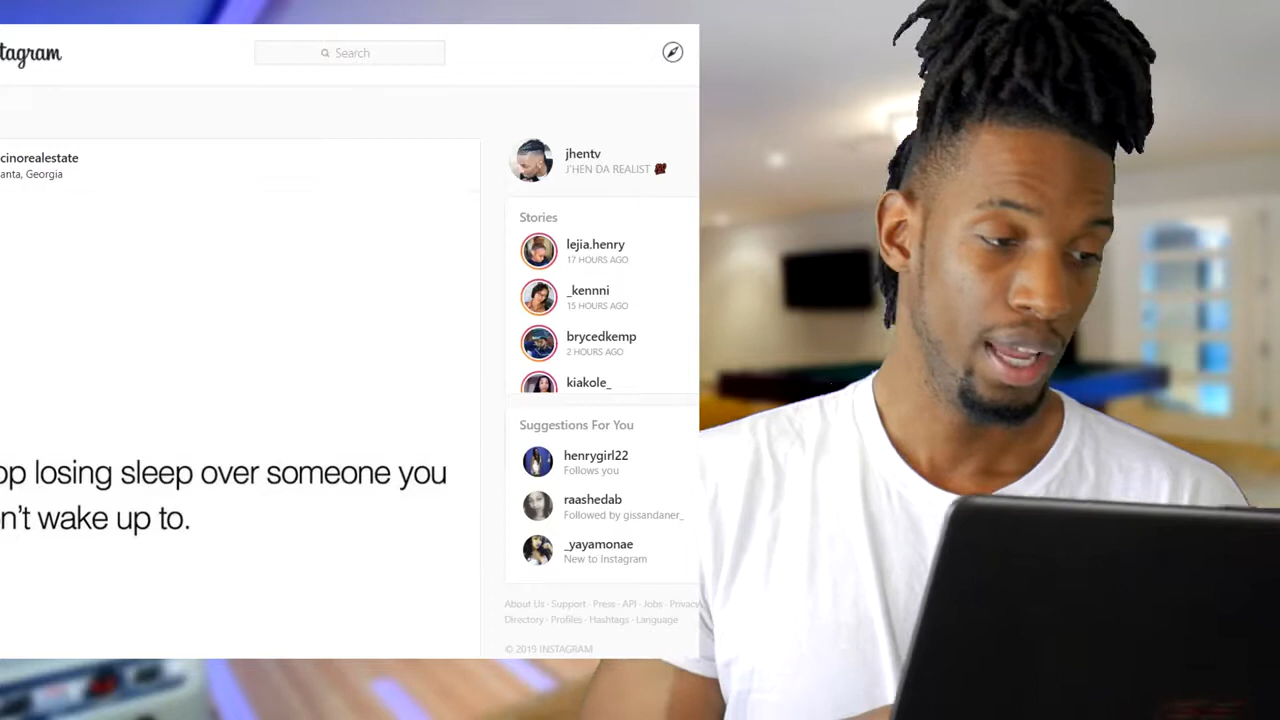 tagram
Search
cinorealestate
anta, Georgia
jhentv
J'HEN DA REALIST 💯
Stories
lejia.henry
17 HOURS AGO
_kennni
15 HOURS AGO
brycedkemp
2 HOURS AGO
kiakole_
op losing sleep over someone you
n't wake up to.
Suggestions For You
henrygirl22
Follows you
raashedab
Followed by gissandaner_
_yayamonae
New to Instagram
About Us · Support · Press · API · Jobs · Privacy
Directory · Profiles · Hashtags · Language
© 2019 INSTAGRAM